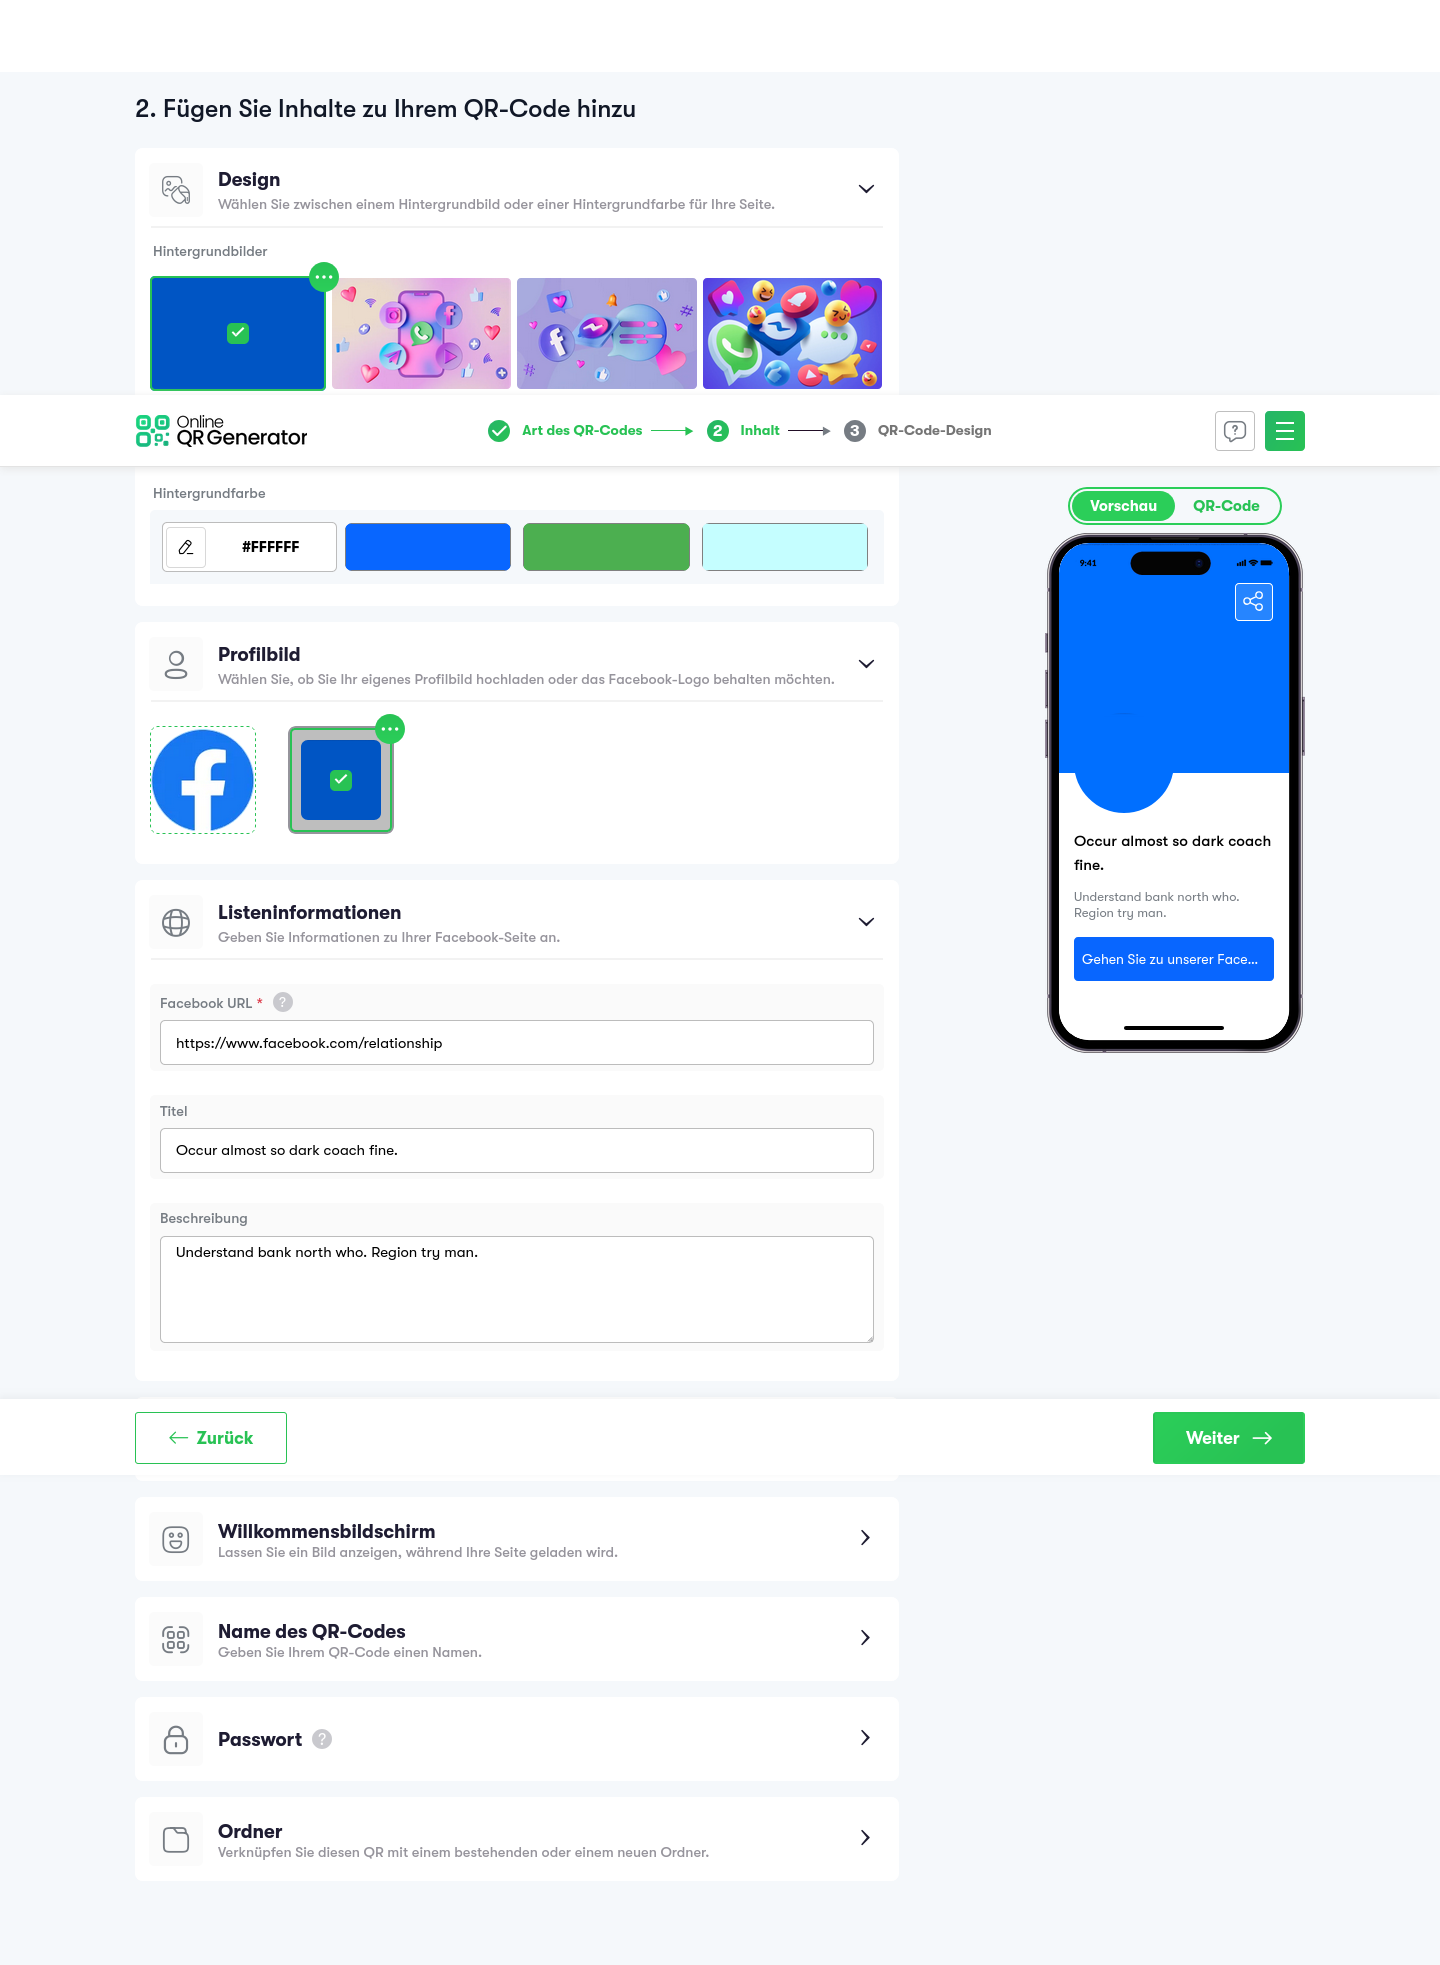 2. Fügen Sie Inhalte zu Ihrem QR-Code hinzu
Design
Wählen Sie zwischen einem Hintergrundbild oder einer Hintergrundfarbe für Ihre Seite.
Hintergrundbilder
Online
QR Generator
Art des QR-Codes
2
Inhalt
3
QR-Code-Design
Hintergrundfarbe
#FFFFFF
Vorschau
QR-Code
9:41
Profilbild
Wählen Sie, ob Sie Ihr eigenes Profilbild hochladen oder das Facebook-Logo behalten möchten.
Occur almost so dark coach
fine.
Understand bank north who.
Region try man.
Gehen Sie zu unserer Face...
Listeninformationen
Geben Sie Informationen zu Ihrer Facebook-Seite an.
Facebook URL * ?
https://www.facebook.com/relationship
Titel
Occur almost so dark coach fine.
Beschreibung
Understand bank north who. Region try man.
Zurück
Weiter
Willkommensbildschirm
Lassen Sie ein Bild anzeigen, während Ihre Seite geladen wird.
Name des QR-Codes
Geben Sie Ihrem QR-Code einen Namen.
Passwort ?
Ordner
Verknüpfen Sie diesen QR mit einem bestehenden oder einem neuen Ordner.